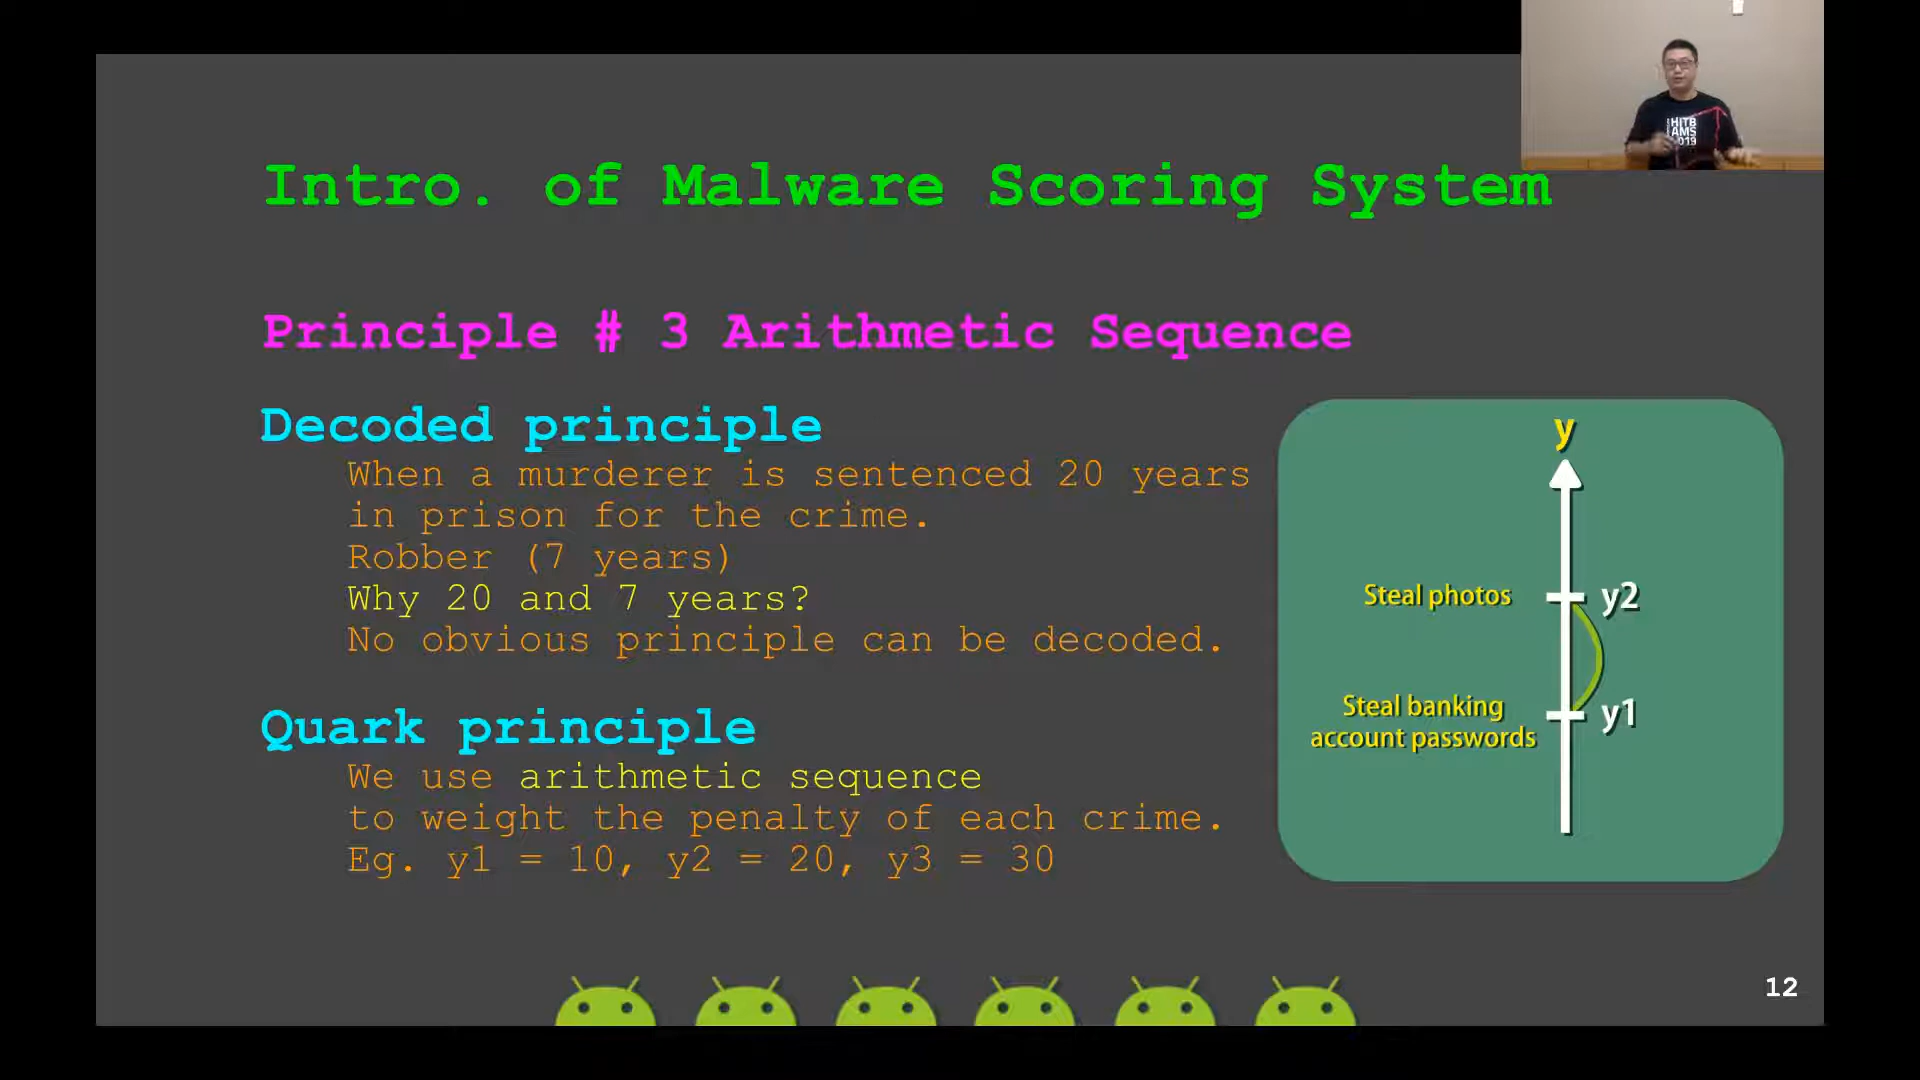 Intro. of Malware Scoring System
HITB
AMS
2019
Principle # 3 Arithmetic Sequence
Decoded principle
When a murderer is sentenced 20 years
in prison for the crime.
Robber (7 years)
Why 20 and 7 years?
No obvious principle can be decoded.
Quark principle
We use arithmetic sequence
to weight the penalty of each crime.
Eg. y1 = 10, y2 = 20, y3 = 30
y
Steal photos
y2
Steal banking
account passwords
y1
12